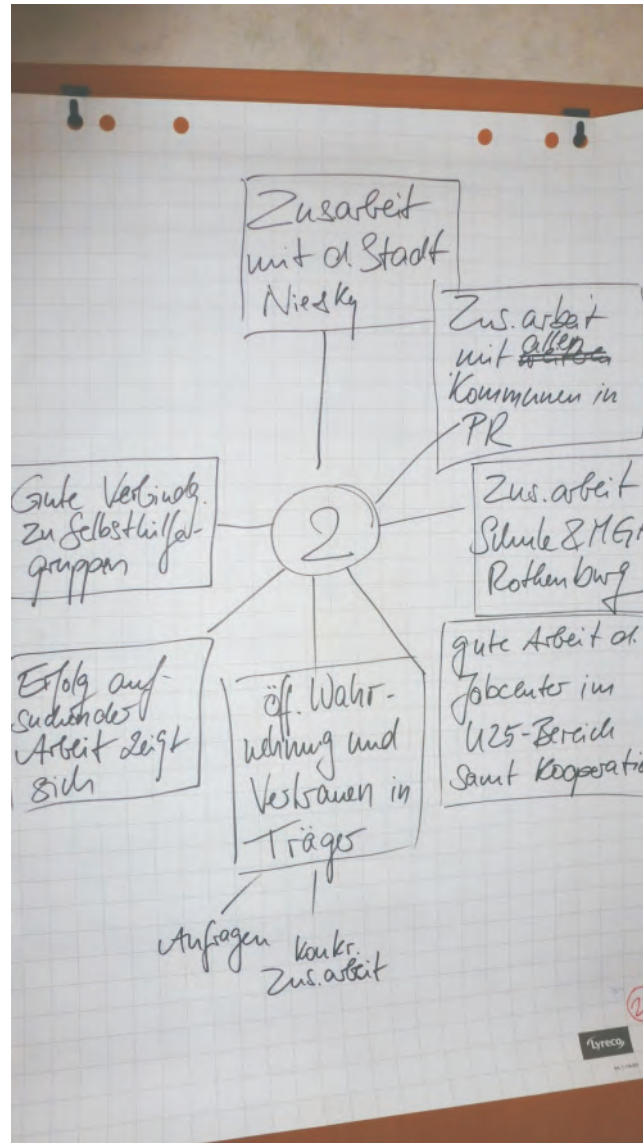 Zusarbeit
mit d. Stadt
Niesky
Zus.arbeit
mit allen
Kommunen in
PR
Gute Verbindg.
zu Selbsthilfe-
gruppen
2
Zus.arbeit
Schule & MGH
Rothenburg
Erfolg auf-
suchender
Arbeit zeigt
sich
öff. Wahr-
nehmung und
Vertrauen in
Träger
gute Arbeit d.
Jobcenter im
U25-Bereich
samt Kooperatio
Anfragen
konkr.
Zus.arbeit
2
Lyreco